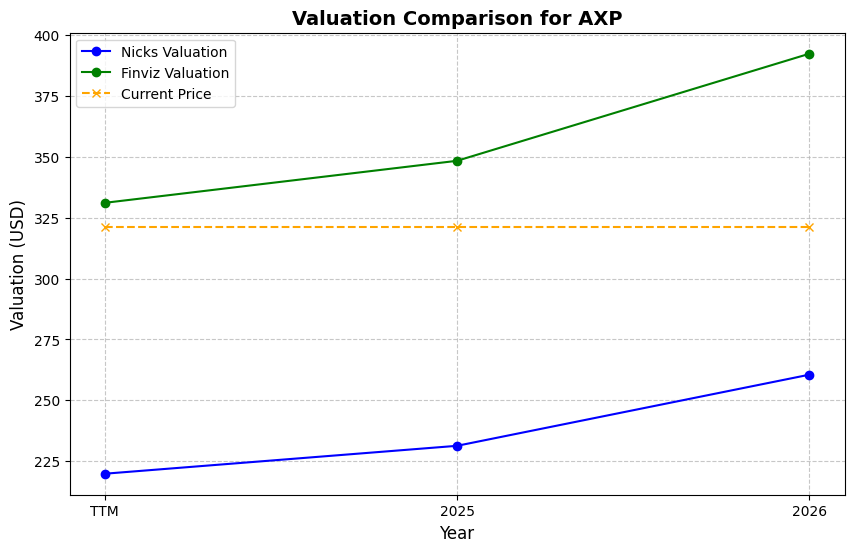 Valuation Comparison for AXP
Nicks Valuation
Finviz Valuation
Current Price
Valuation (USD)
400
375
350
325
300
275
250
225
TTM
2025
2026
Year